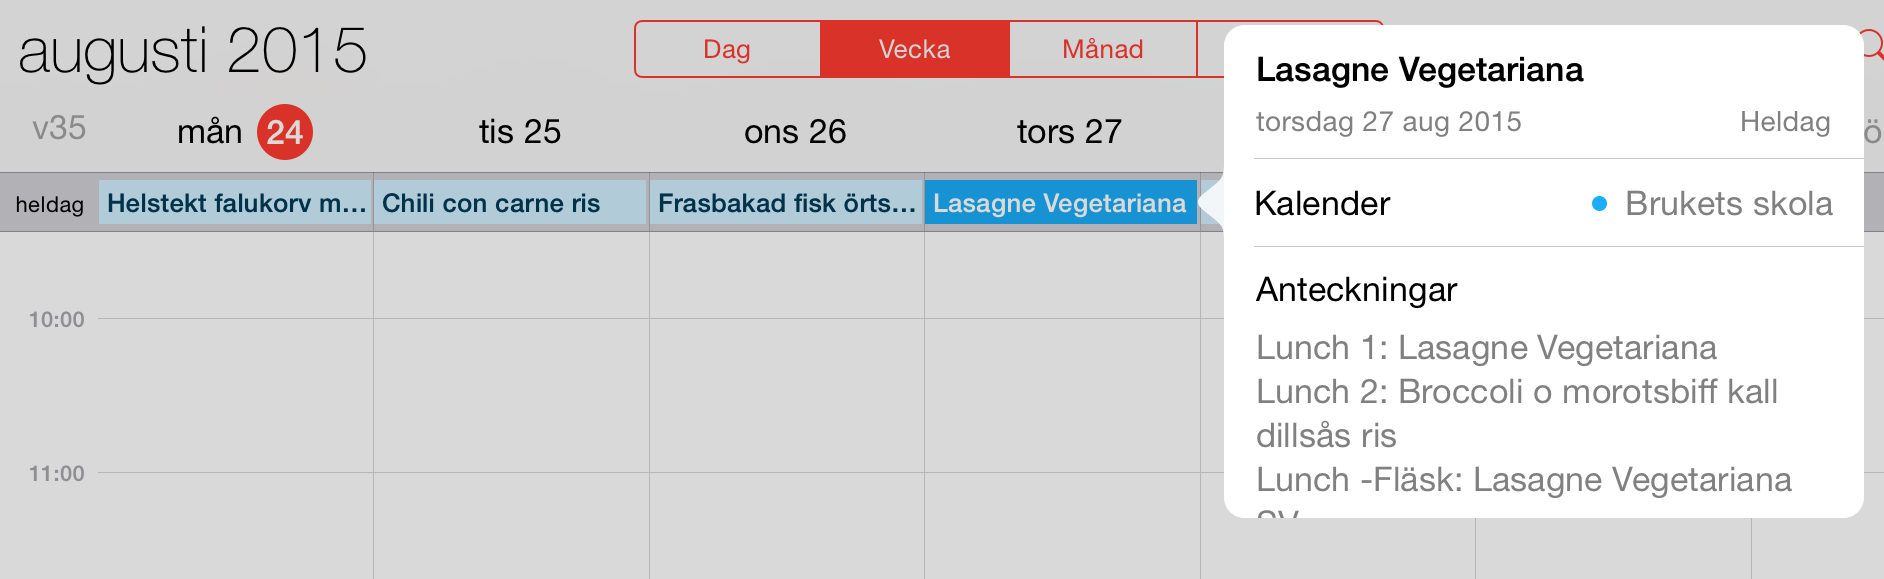 augusti 2015
Dag
Vecka
Månad
v35
mån 24
tis 25
ons 26
tors 27
heldag
Helstekt falukorv m...
Chili con carne ris
Frasbakad fisk örts...
Lasagne Vegetariana
10:00
11:00
Lasagne Vegetariana
torsdag 27 aug 2015 Heldag
Kalender Brukets skola
Anteckningar
Lunch 1: Lasagne Vegetariana
Lunch 2: Broccoli o morotsbiff kall
dillsås ris
Lunch -Fläsk: Lasagne Vegetariana